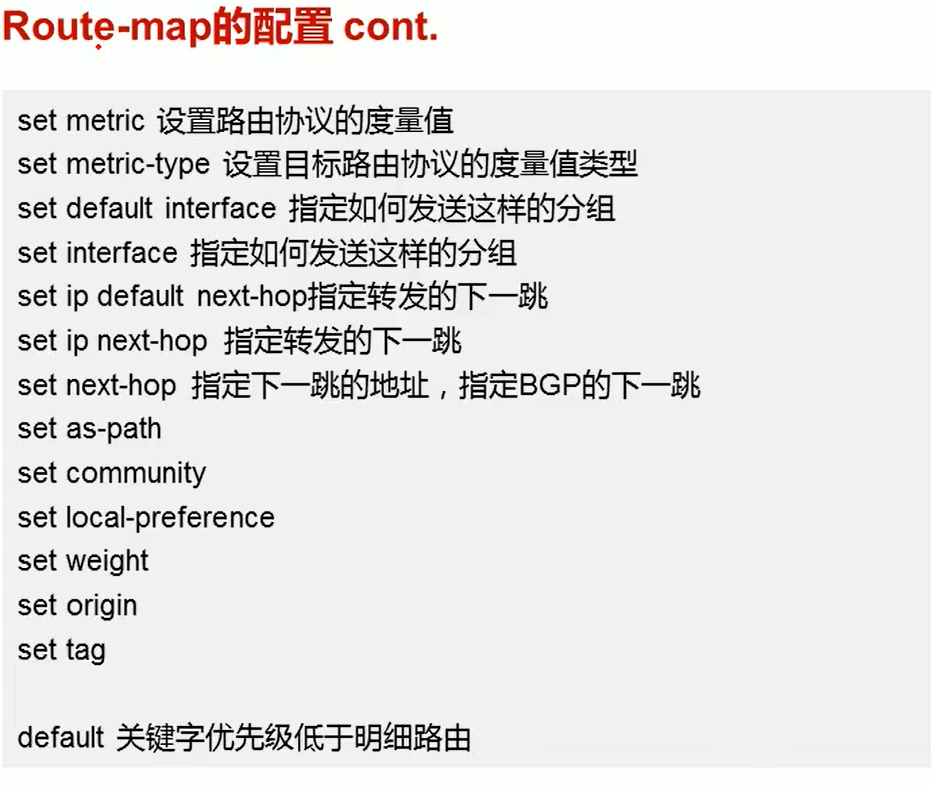 Route-map的配置 cont.
set metric 设置路由协议的度量值
set metric-type 设置目标路由协议的度量值类型
set default interface 指定如何发送这样的分组
set interface 指定如何发送这样的分组
set ip default next-hop指定转发的下一跳
set ip next-hop 指定转发的下一跳
set next-hop 指定下一跳的地址，指定BGP的下一跳
set as-path
set community
set local-preference
set weight
set origin
set tag
default 关键字优先级低于明细路由